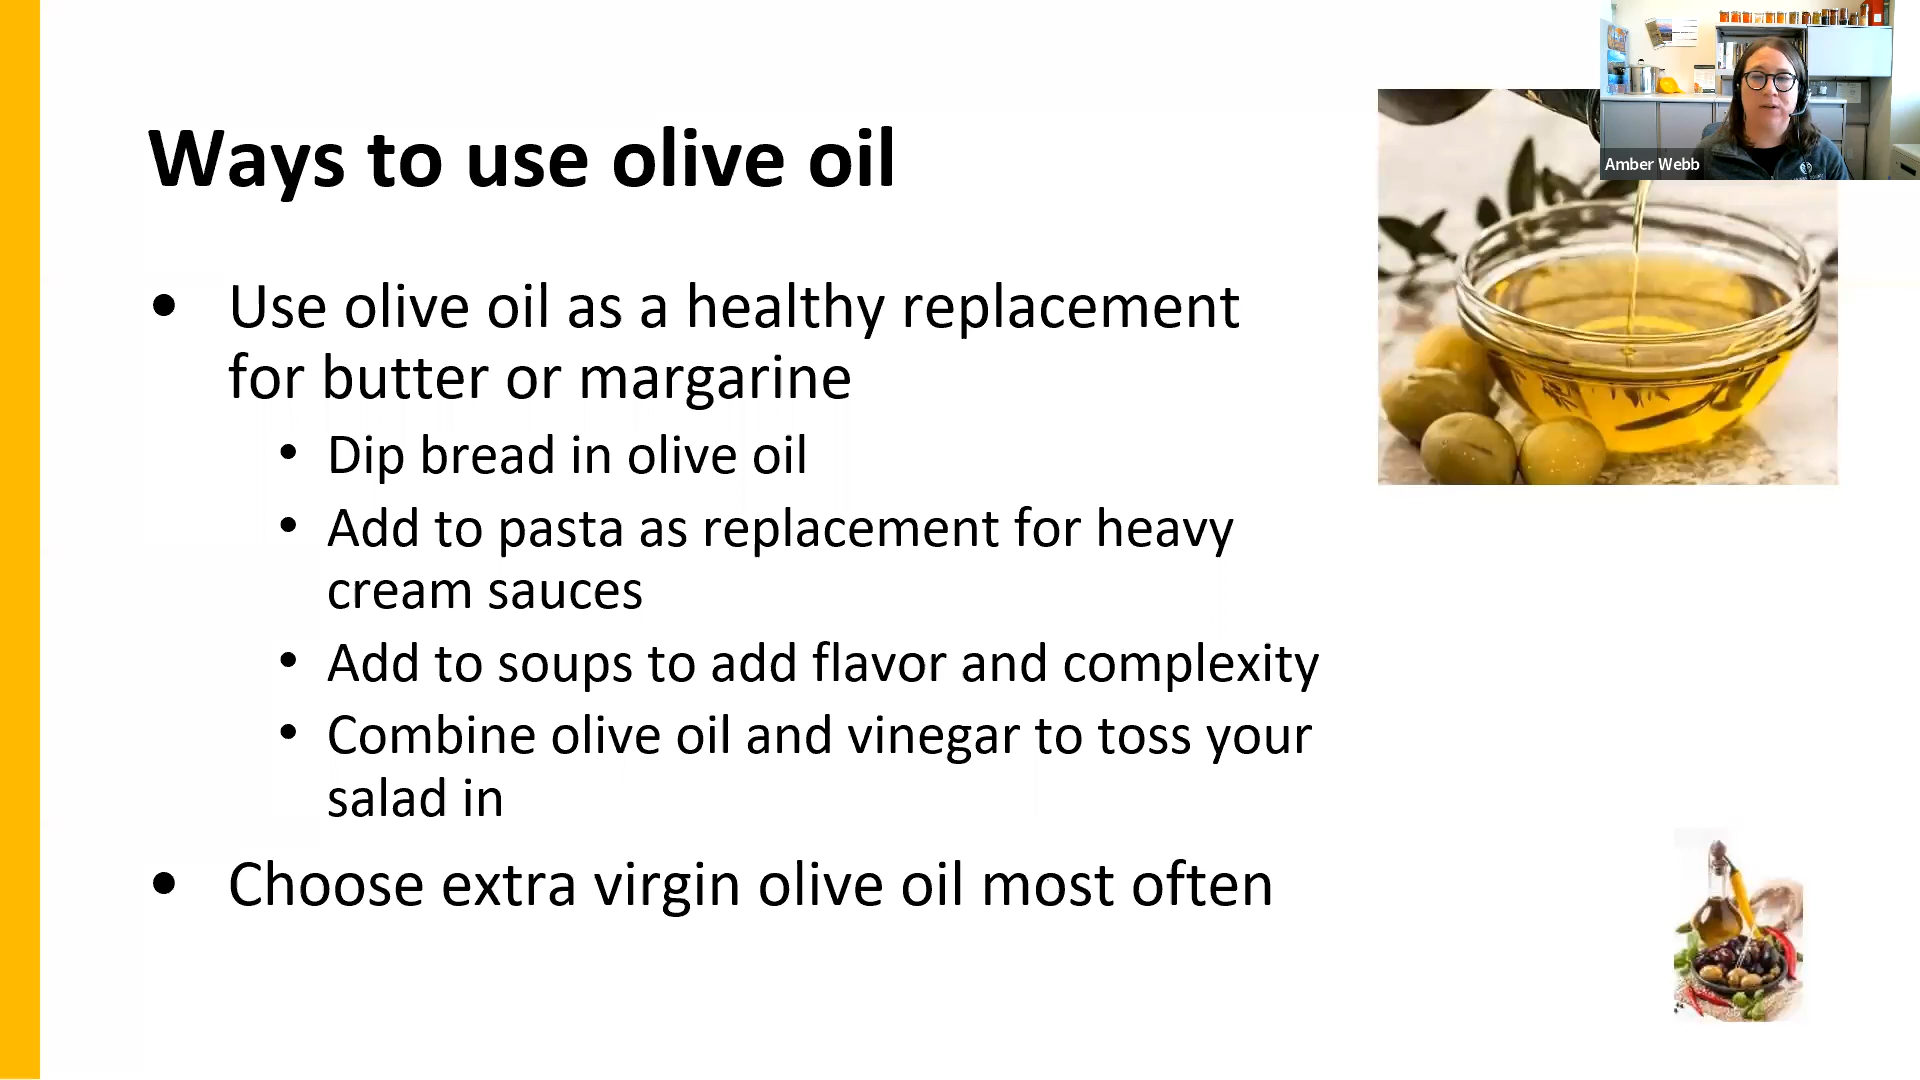 Ways to use olive oil
• Use olive oil as a healthy replacement
for butter or margarine
• Dip bread in olive oil
• Add to pasta as replacement for heavy
cream sauces
• Add to soups to add flavor and complexity
• Combine olive oil and vinegar to toss your
salad in
• Choose extra virgin olive oil most often
Amber Webb